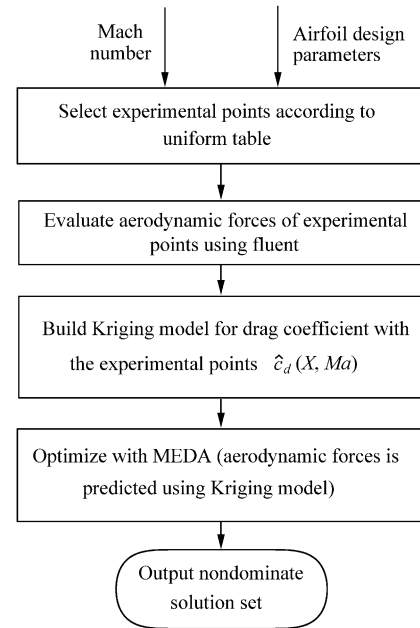 Mach
number
Airfoil design
parameters
Select experimental points according to
uniform table
Evaluate aerodynamic forces of experimental
points using fluent
Build Kriging model for drag coefficient with
the experimental points ĉ_d (X, Ma)
Optimize with MEDA (aerodynamic forces is
predicted using Kriging model)
Output nondominate
solution set